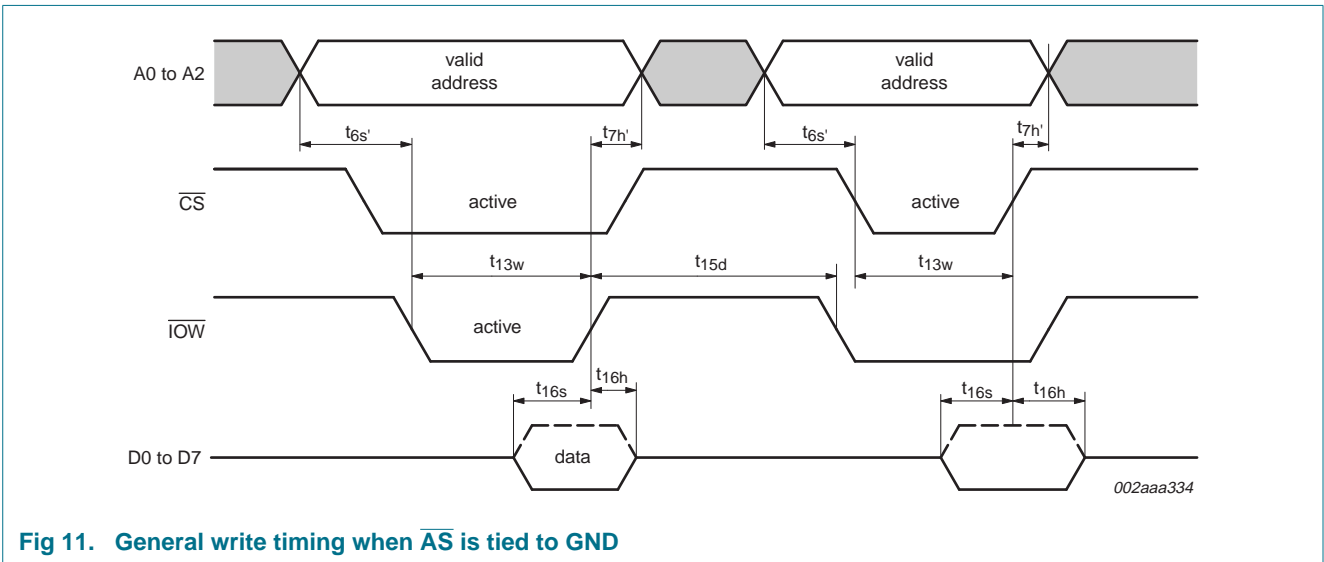 A0 to A2
valid
address
valid
address
t6s'
t7h'
t6s'
t7h'
CS
active
active
t13w
t15d
t13w
IOW
active
t16s
t16h
t16s
t16h
D0 to D7
data
002aaa334
Fig 11. General write timing when AS is tied to GND